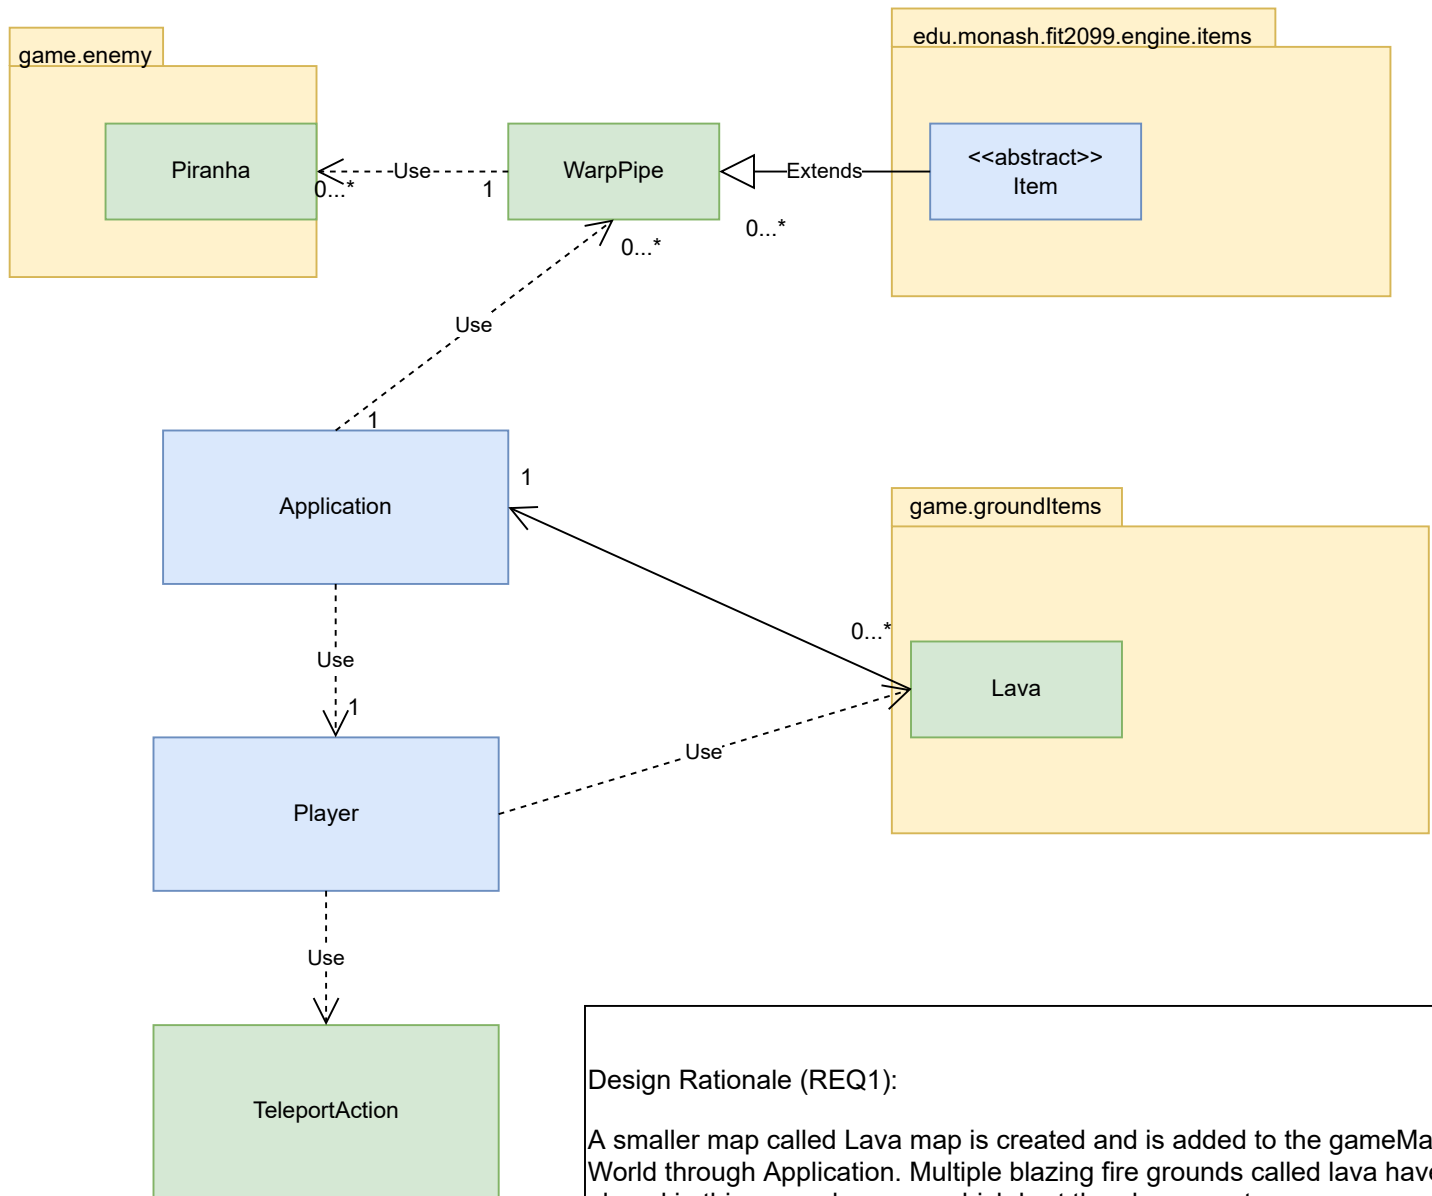 game.enemy
edu.monash.fit2099.engine.items
Piranha
Use
0...*
1
WarpPipe
Extends
<<abstract>>
Item
0...*
0...*
Use
1
Application
1
game.groundItems
0...*
Use
Lava
1
Use
Player
Use
TeleportAction
Design Rationale (REQ1):
A smaller map called Lava map is created and is added to the gameMa
World through Application. Multiple blazing fire grounds called lava have